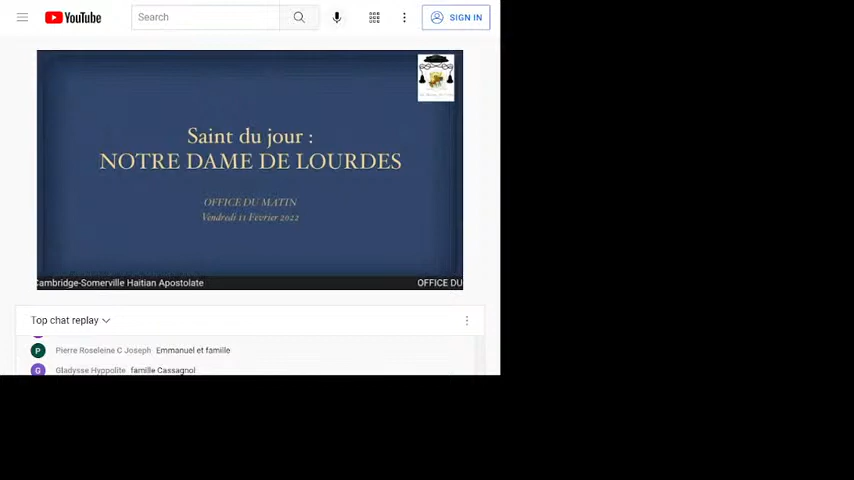 YouTube
Search
SIGN IN
Saint du jour :
NOTRE DAME DE LOURDES
OFFICE DU MATIN
Vendredi 11 Fevrier 2022
Cambridge-Somerville Haitian Apostolate
OFFICE DU
Top chat replay
P Pierre Roseleine C Joseph Emmanuel et famille
G Gladysse Hyppolite famille Cassagnol